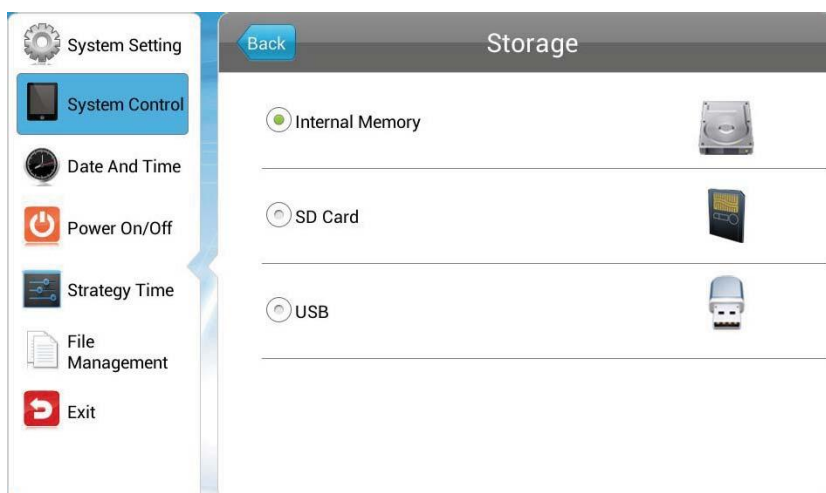 System Setting
System Control
Date And Time
Power On/Off
Strategy Time
File
Management
Exit
Back
Storage
Internal Memory
SD Card
USB